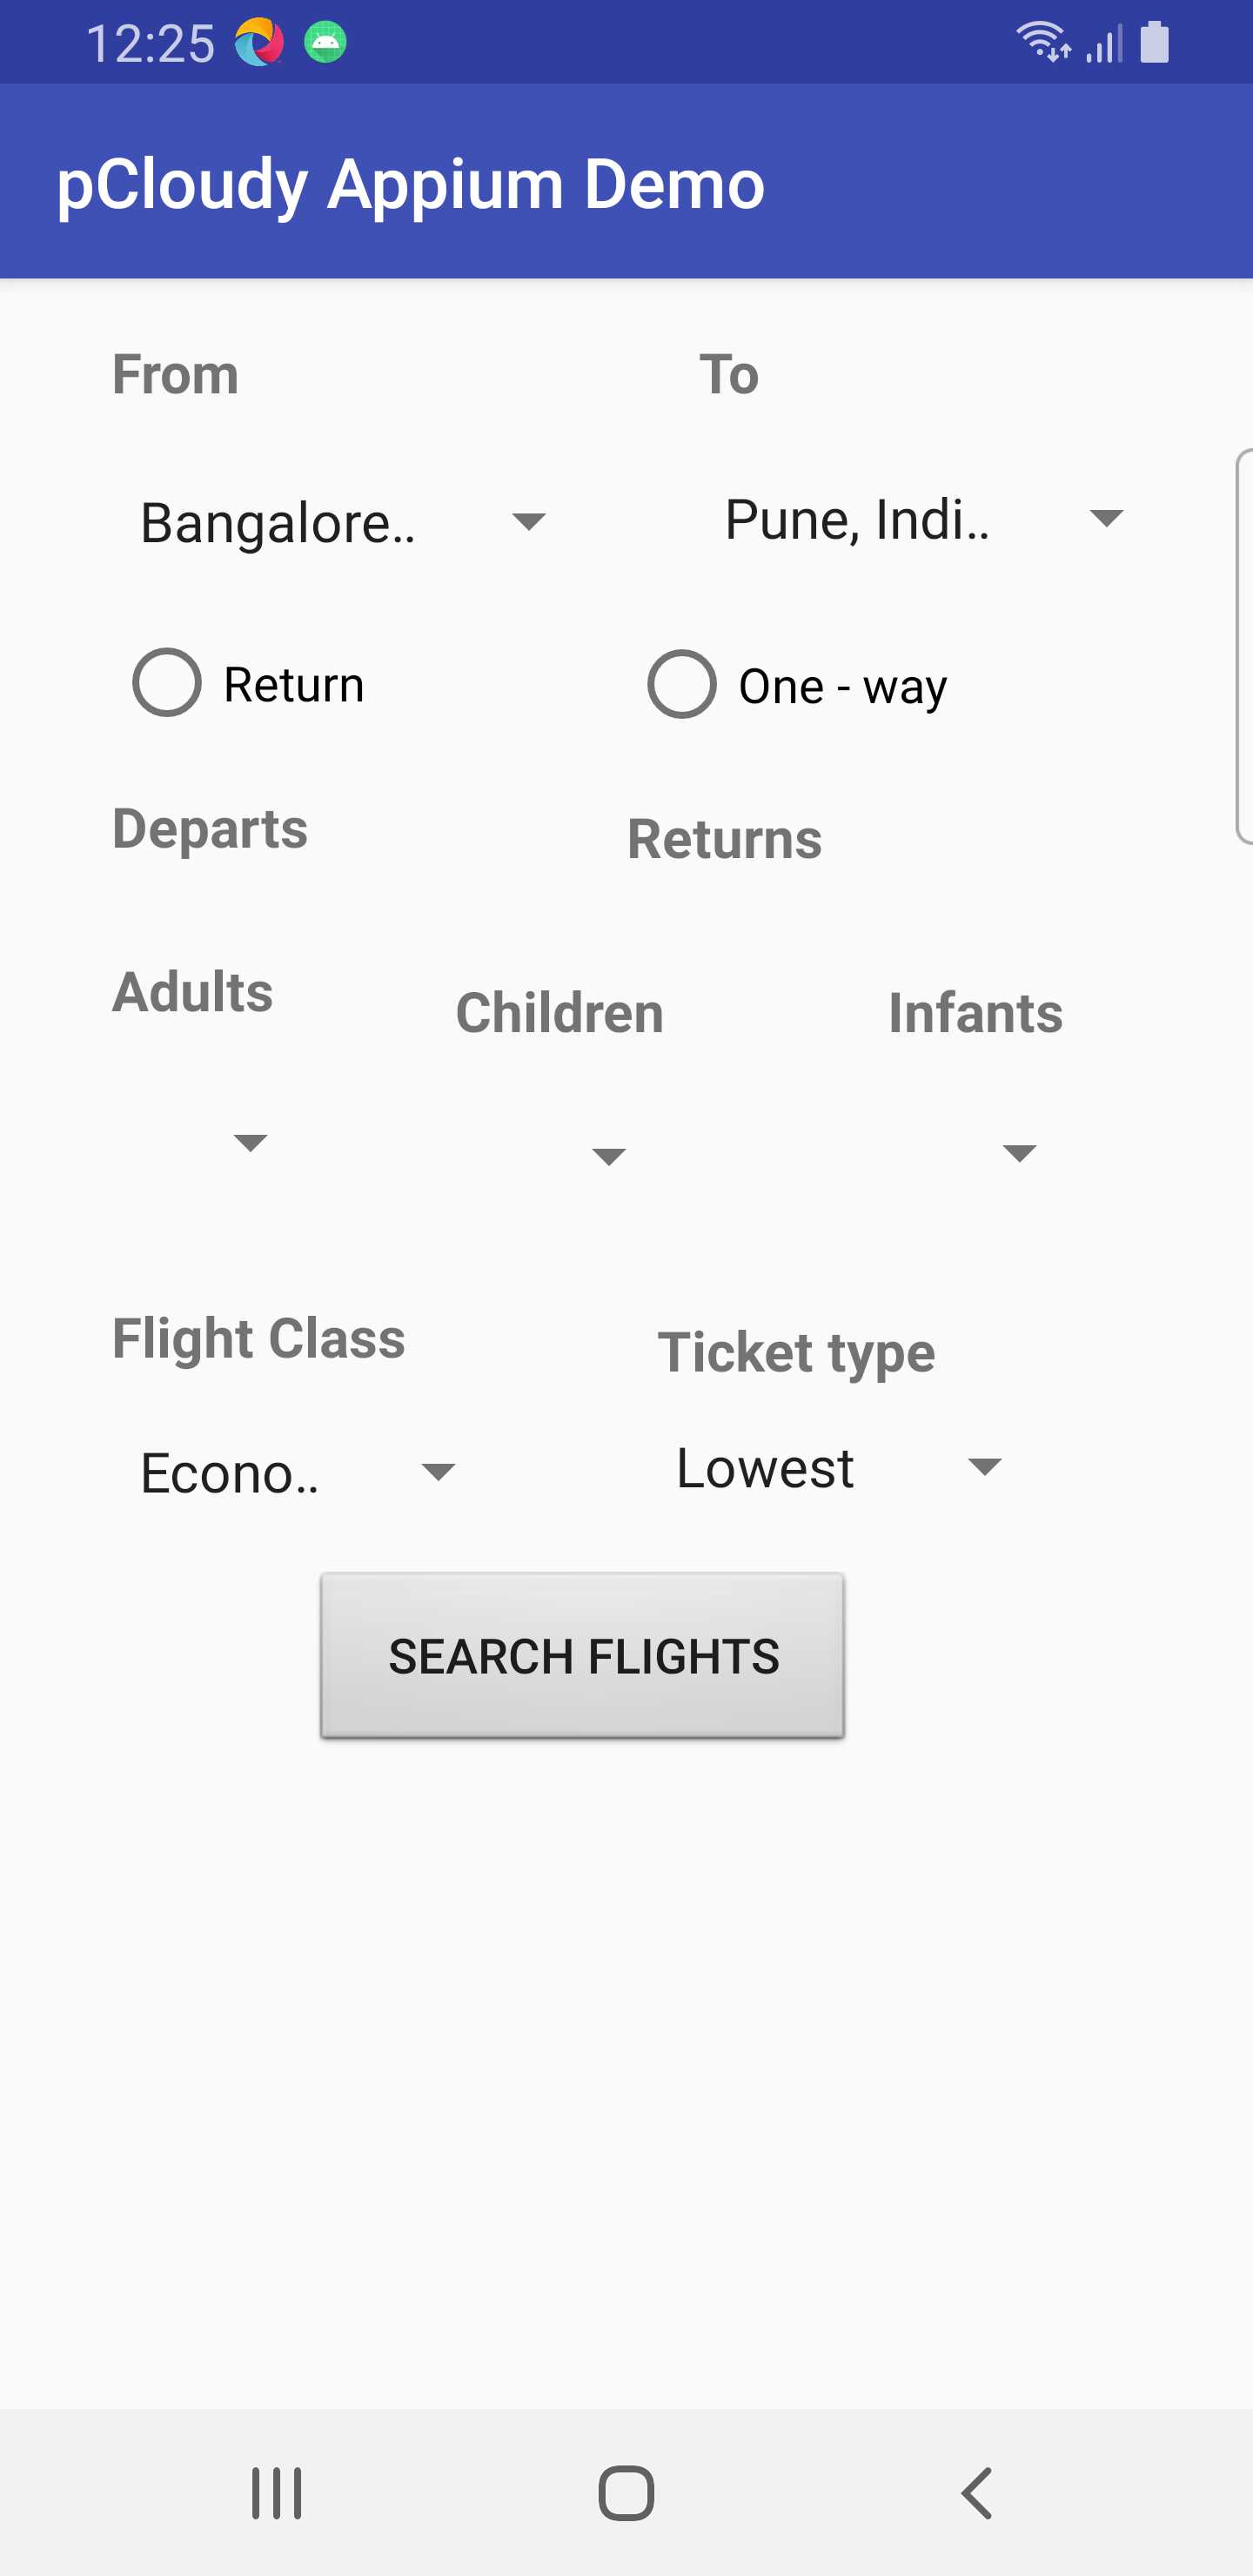 12:25
pCloudy Appium Demo
From To
Bangalore.. Pune, Indi..
Return One - way
Departs Returns
Adults Children Infants
Flight Class Ticket type
Econo.. Lowest
SEARCH FLIGHTS